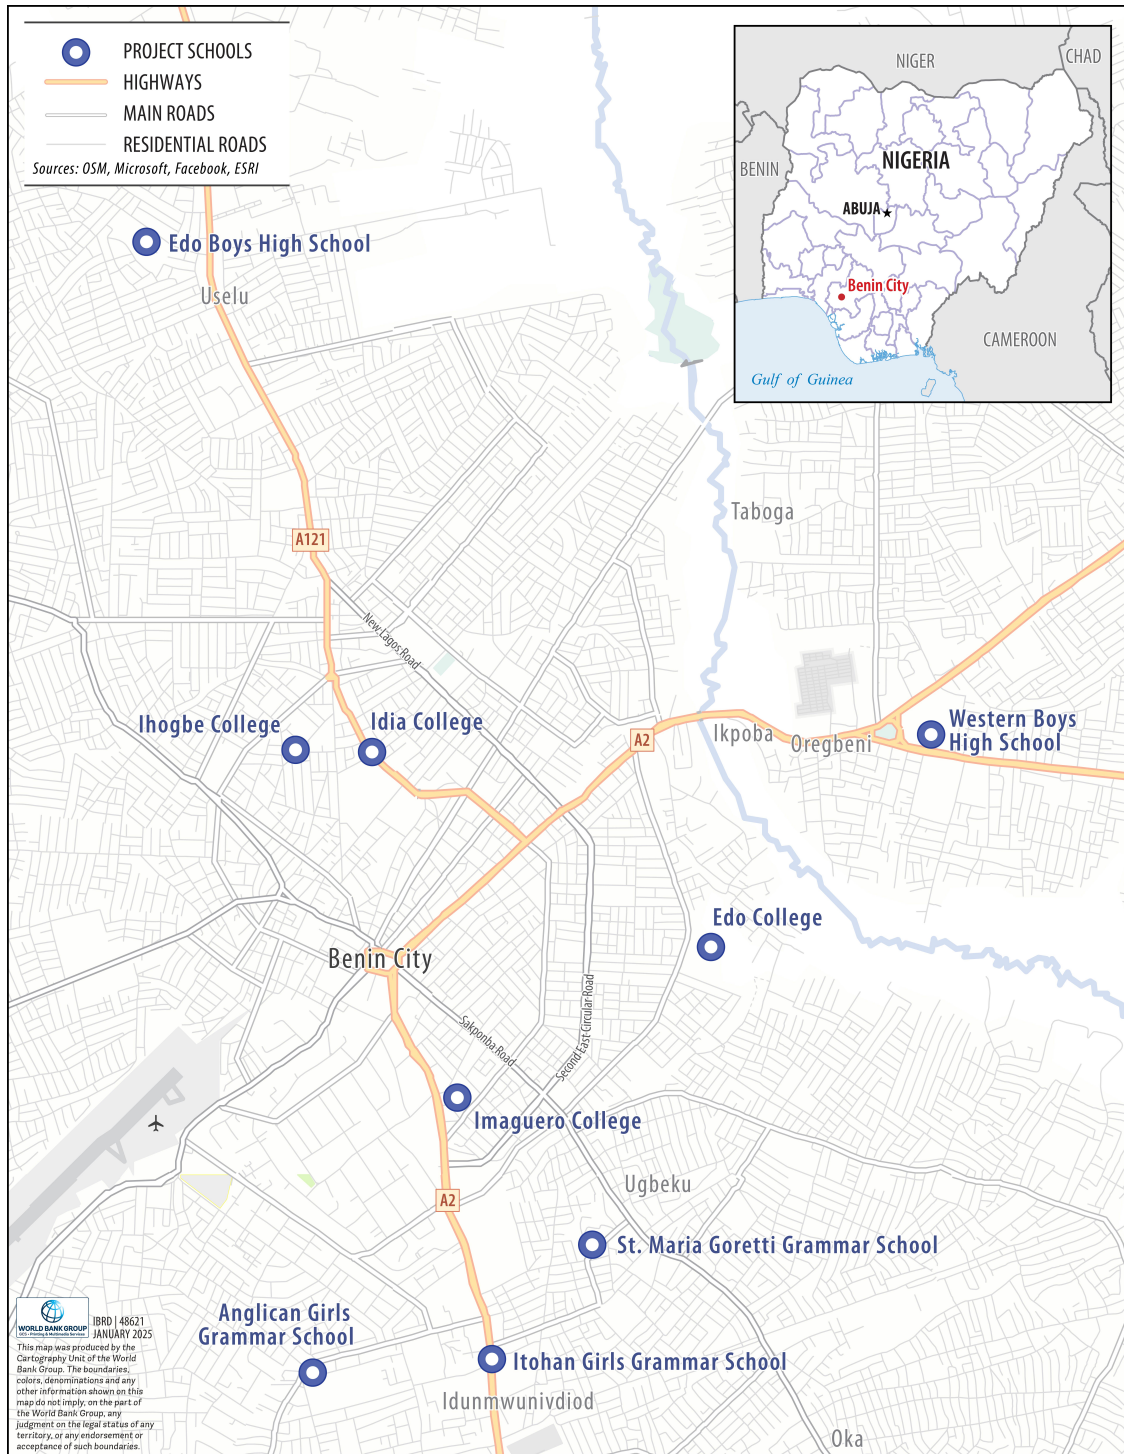 PROJECT SCHOOLS
HIGHWAYS
MAIN ROADS
RESIDENTIAL ROADS
Sources: OSM, Microsoft, Facebook, ESRI
NIGER
CHAD
BENIN
NIGERIA
ABUJA
Benin City
CAMEROON
Gulf of Guinea
Edo Boys High School
Uselu
Taboga
A121
New Lagos Road
Ihogbe College
Idia College
A2
Ikpoba
Oregbeni
Western Boys
High School
Edo College
Benin City
Sakponba Road
Second East Circular Road
Imaguero College
Ugbeku
A2
St. Maria Goretti Grammar School
Anglican Girls
Grammar School
Itohan Girls Grammar School
Idunmwunivdiod
Oka
WORLD BANK GROUP
GCS - Printing & Multimedia Services
IBRD | 48621
JANUARY 2025
This map was produced by the
Cartography Unit of the World
Bank Group. The boundaries,
colors, denominations and any
other information shown on this
map do not imply, on the part of
the World Bank Group, any
judgment on the legal status of any
territory, or any endorsement or
acceptance of such boundaries.